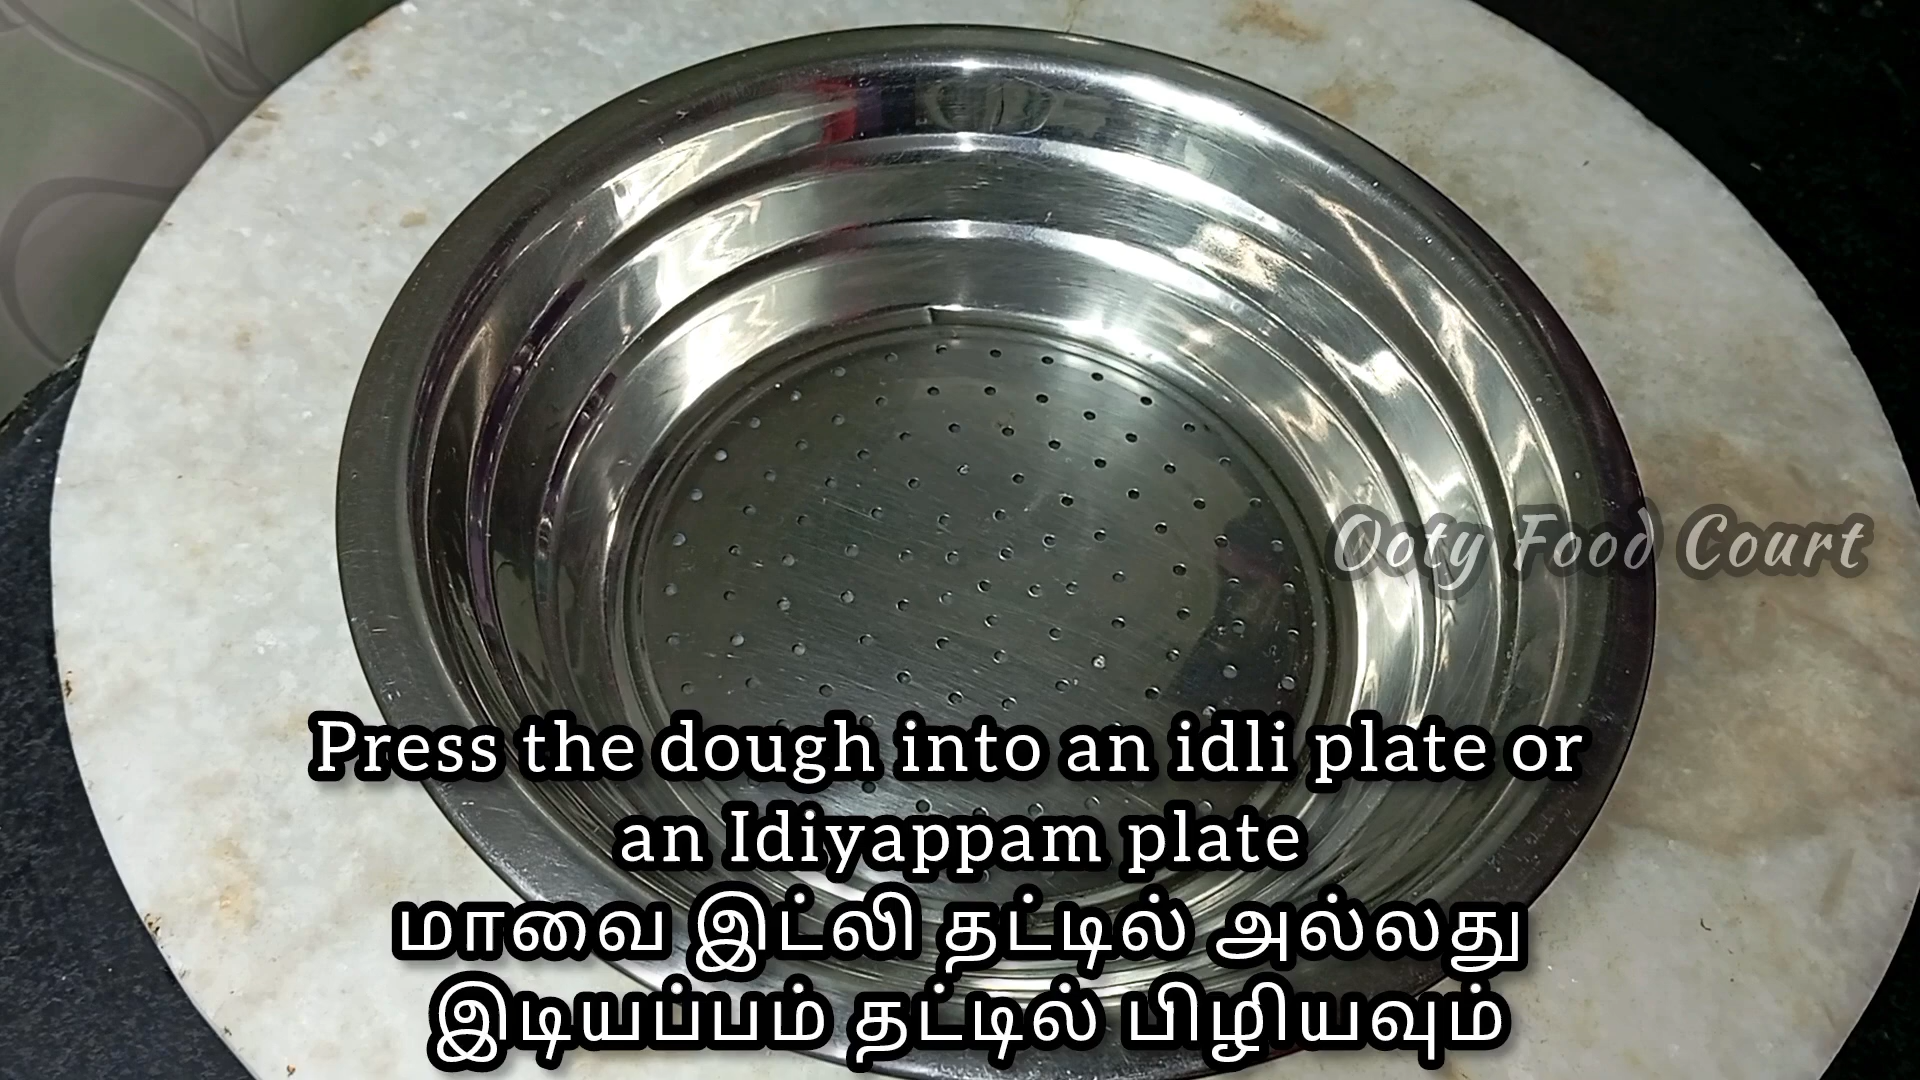 Ooty Food Court
Press the dough into an idli plate or
an Idiyappam plate
மாவை இட்லி தட்டில் அல்லது
இடியப்பம் தட்டில் பிழியவும்